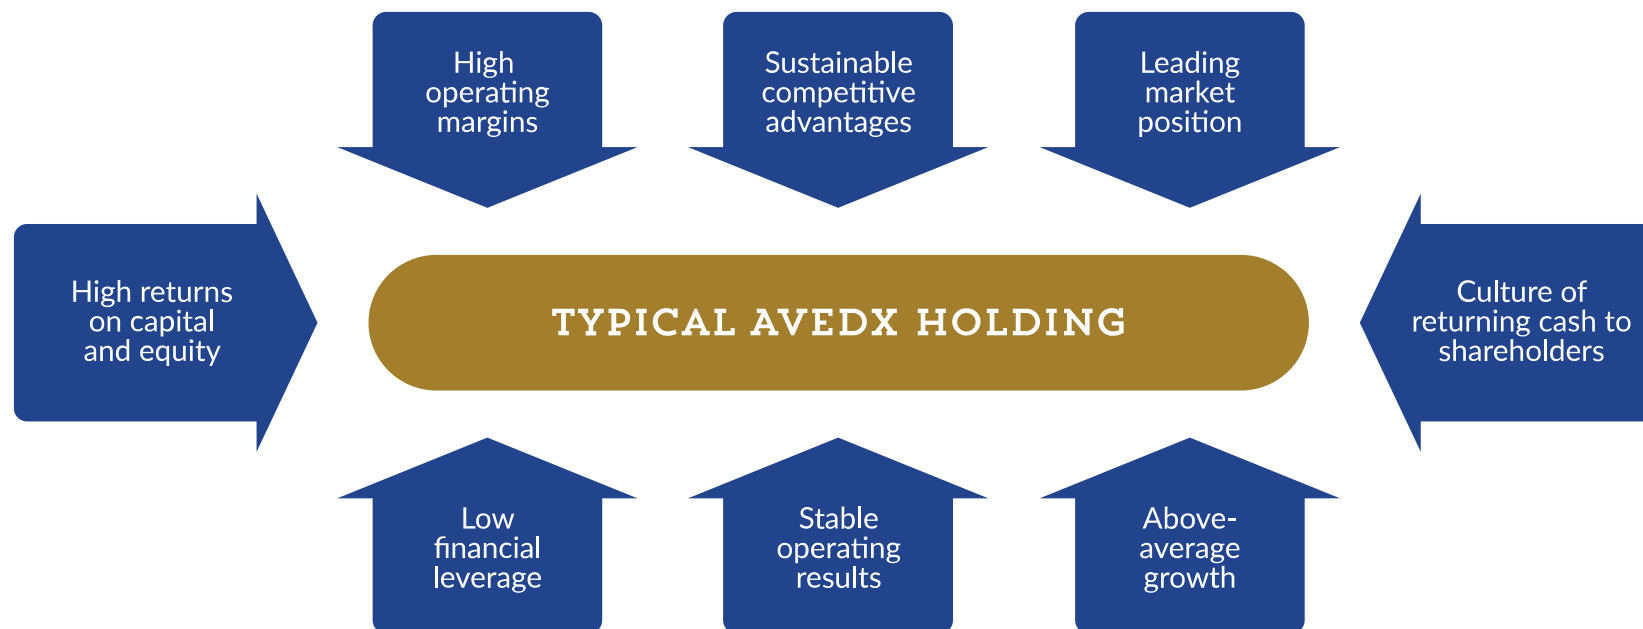 High
operating
margins
Sustainable
competitive
advantages
Leading
market
position
High returns
on capital
and equity
TYPICAL AVEDX HOLDING
Culture of
returning cash to
shareholders
Low
financial
leverage
Stable
operating
results
Above-
average
growth